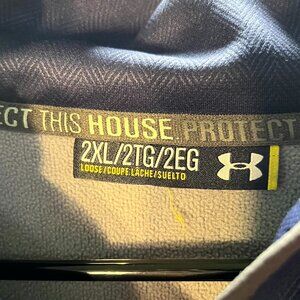 ECT THIS HOUSE. PROTECT
2XL/2TG/2EG
LOOSE/COUPE LÂCHE/SUELTO